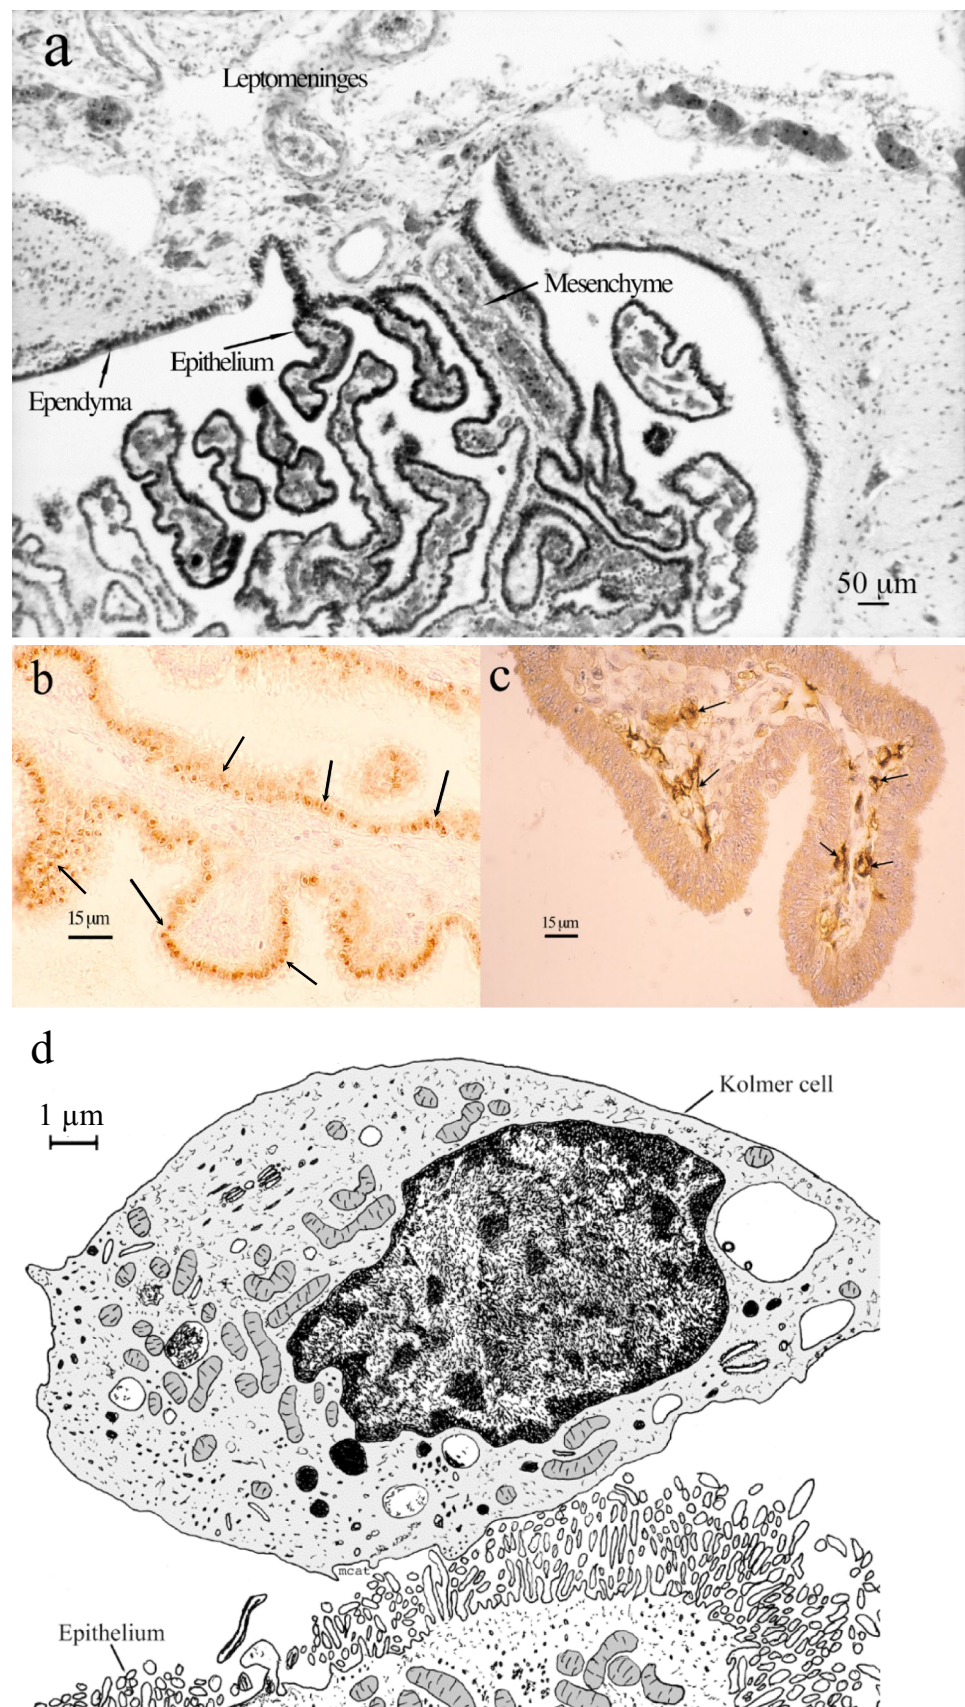 a
Leptomeninges
Mesenchyme
Epithelium
Ependyma
50 µm
b
c
15 µm
15 µm
d
Kolmer cell
1 µm
mcat
Epithelium